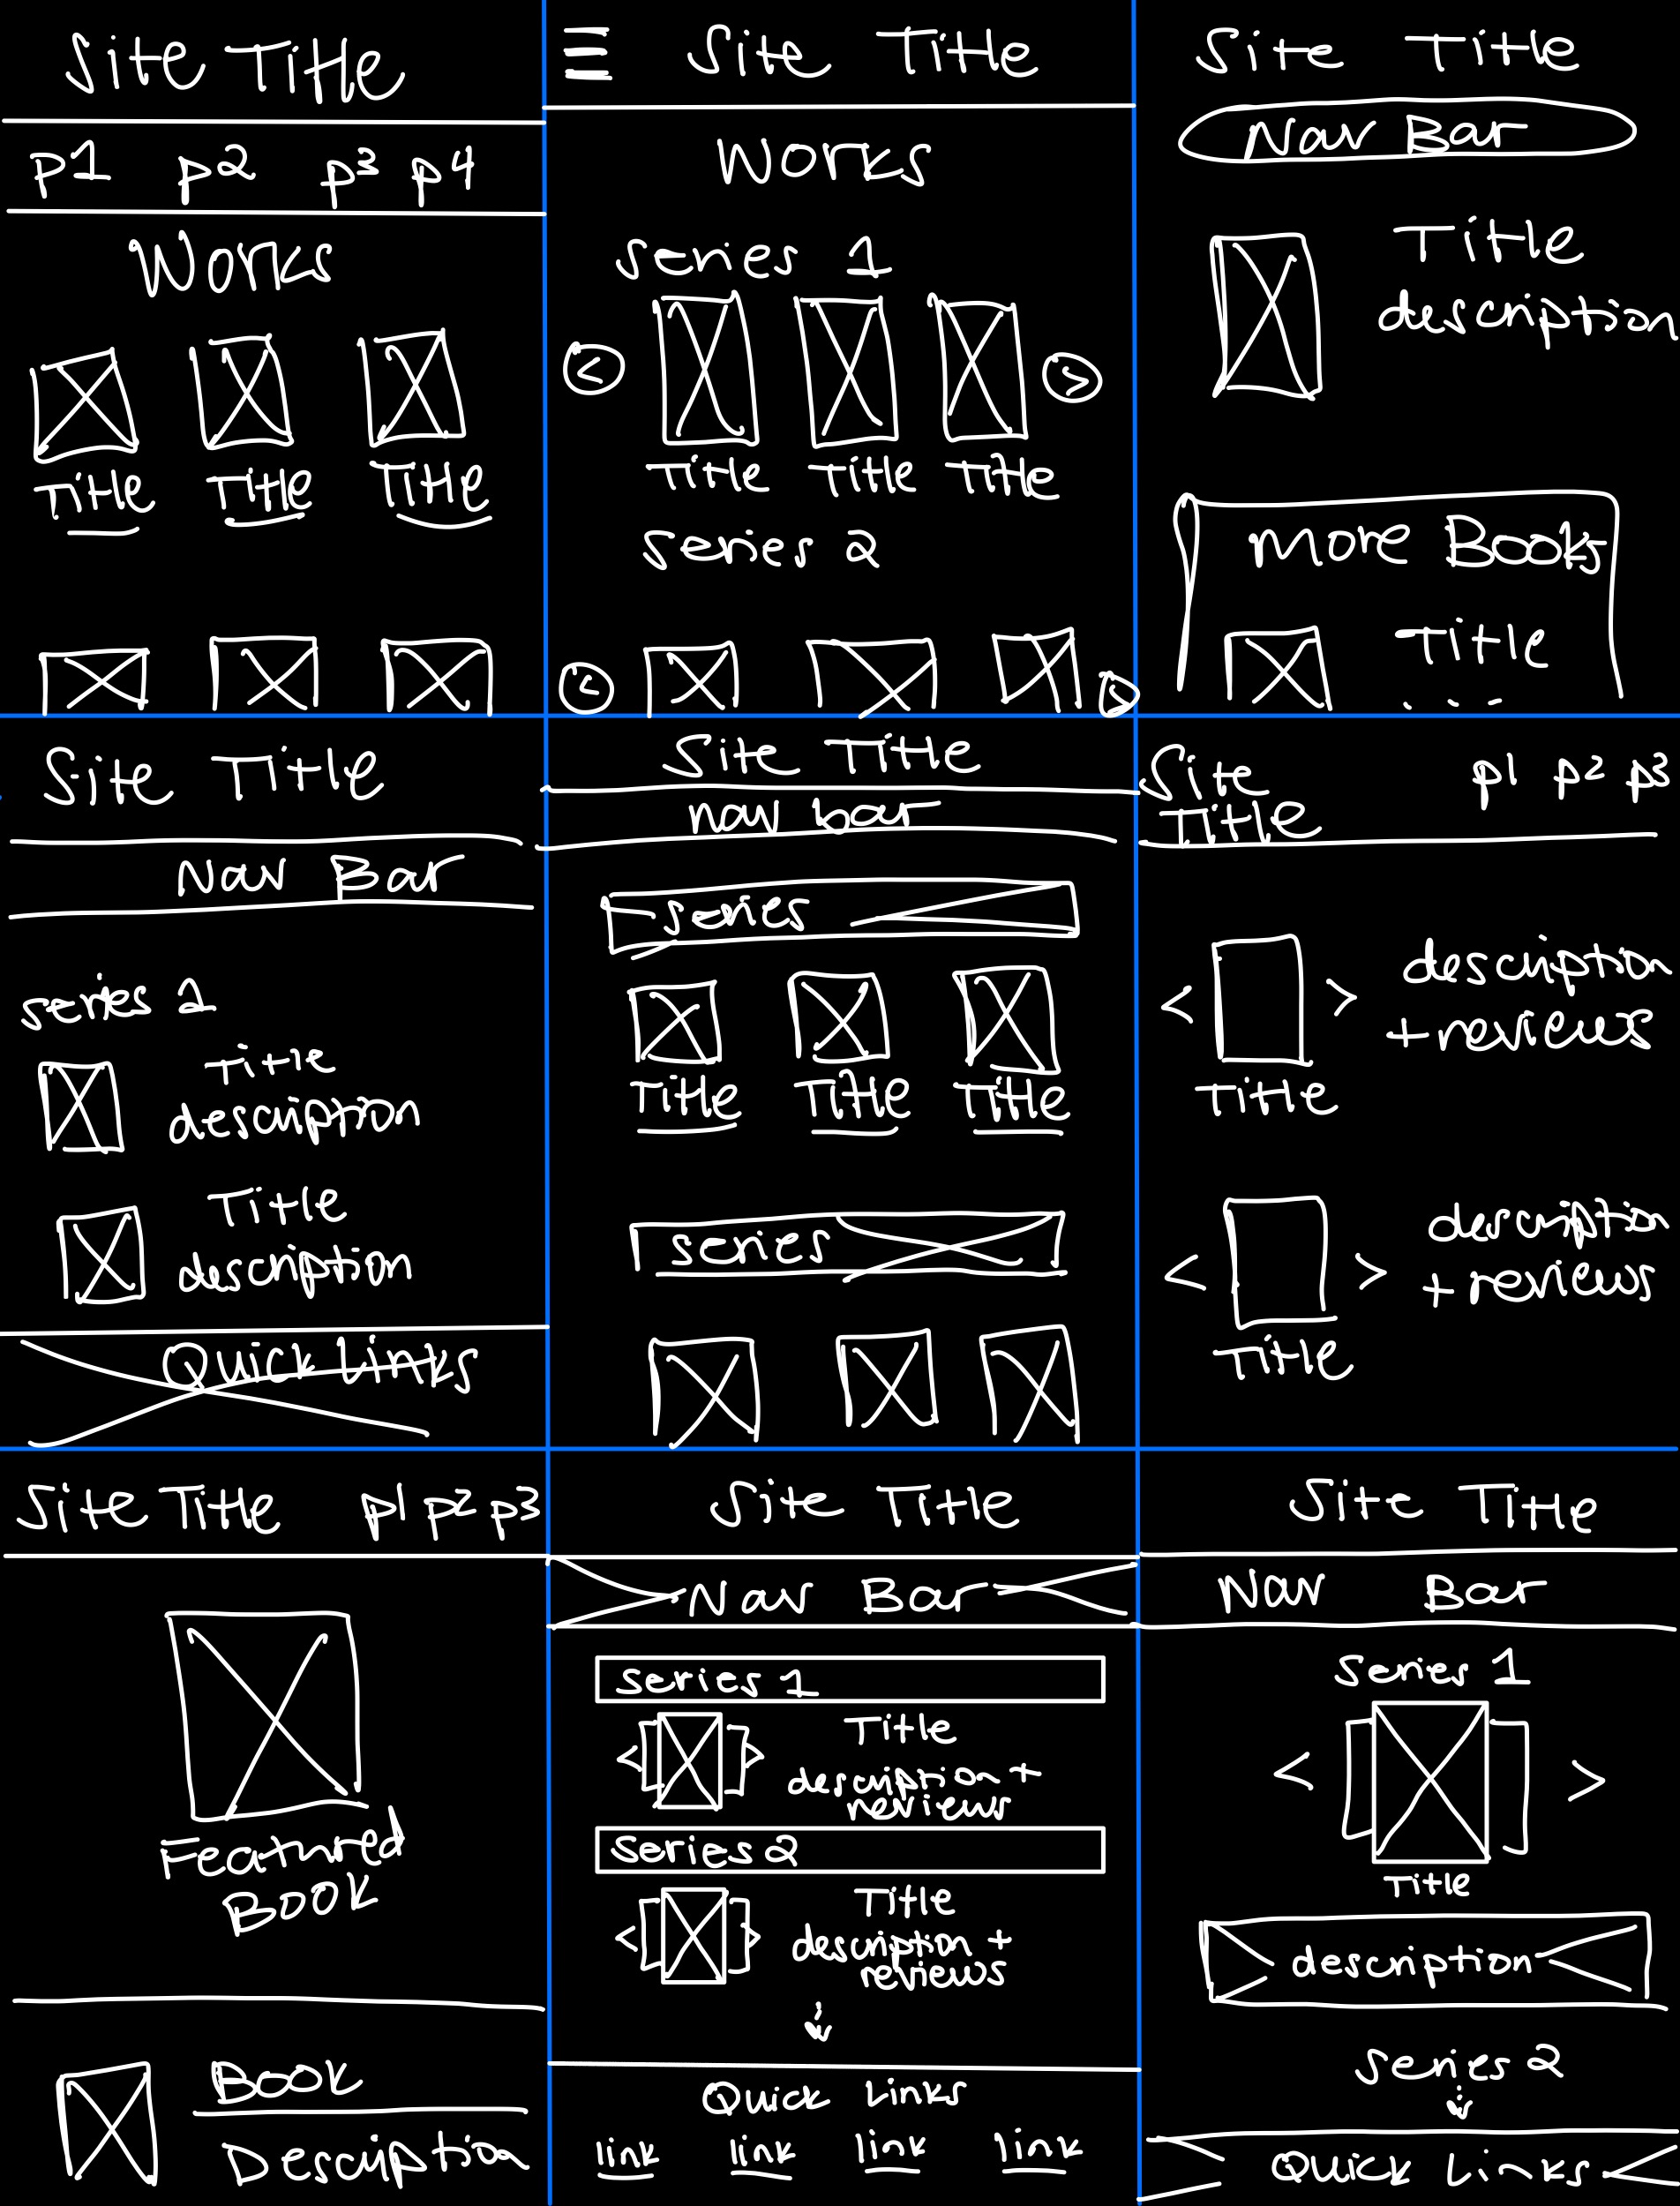 Site Title
p1 p2 p3 p4
Works
Title Title Title
Site Title
Works
series 1
< >
Title Title Title
series 2
< >
Site Title
Nav Bar
Title
description
More Books
Title
Site Title
Nav Bar
series 2
Title
description
Title
description
Quick Links
Site Title
nav bar
series
Title Title Title
series
Site
Title
p1 p2 p3
< >
description
+ reviews
Title
< >
description
+ reviews
Title
Site Title p1 p2 p3
Featured
Book
Book
Description
Site Title
Nav Bar
series 1
< >
Title
description +
reviews
series 2
< >
Title
description +
reviews
Quick Links
link link link link
Site Title
Nav Bar
series 1
< >
Title
description
series 2
Quick Links